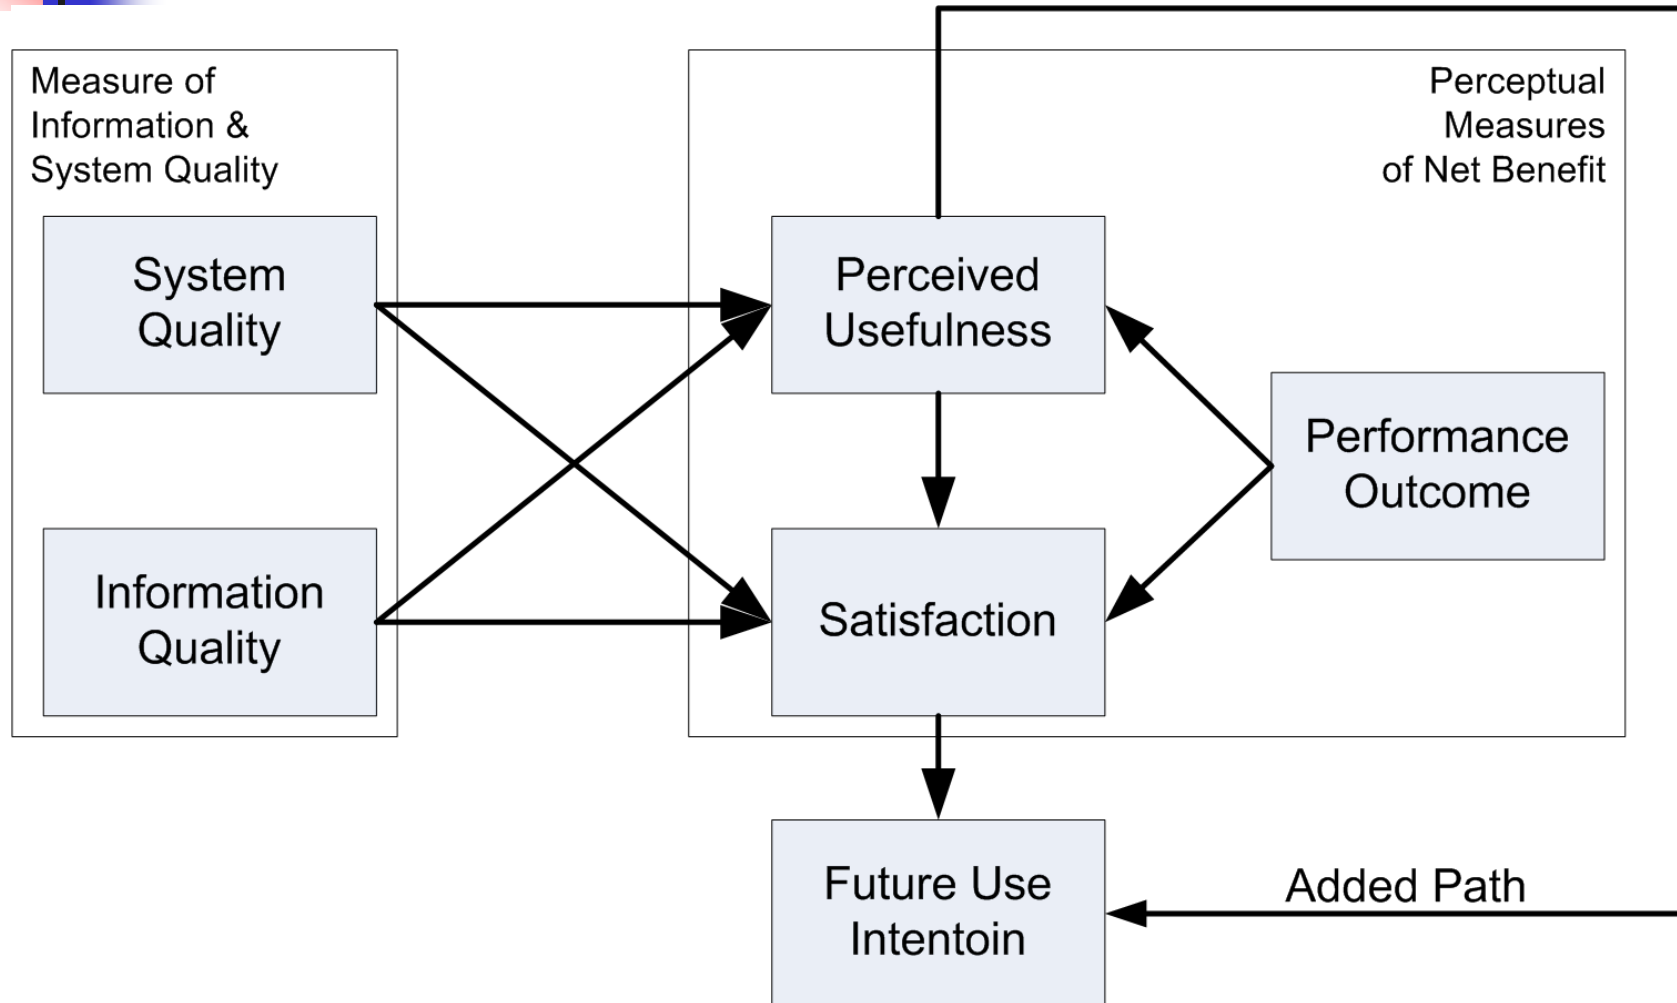 Measure of
Information &
System Quality
Perceptual
Measures
of Net Benefit
System
Quality
Perceived
Usefulness
Performance
Outcome
Information
Quality
Satisfaction
Future Use
Intentoin
Added Path